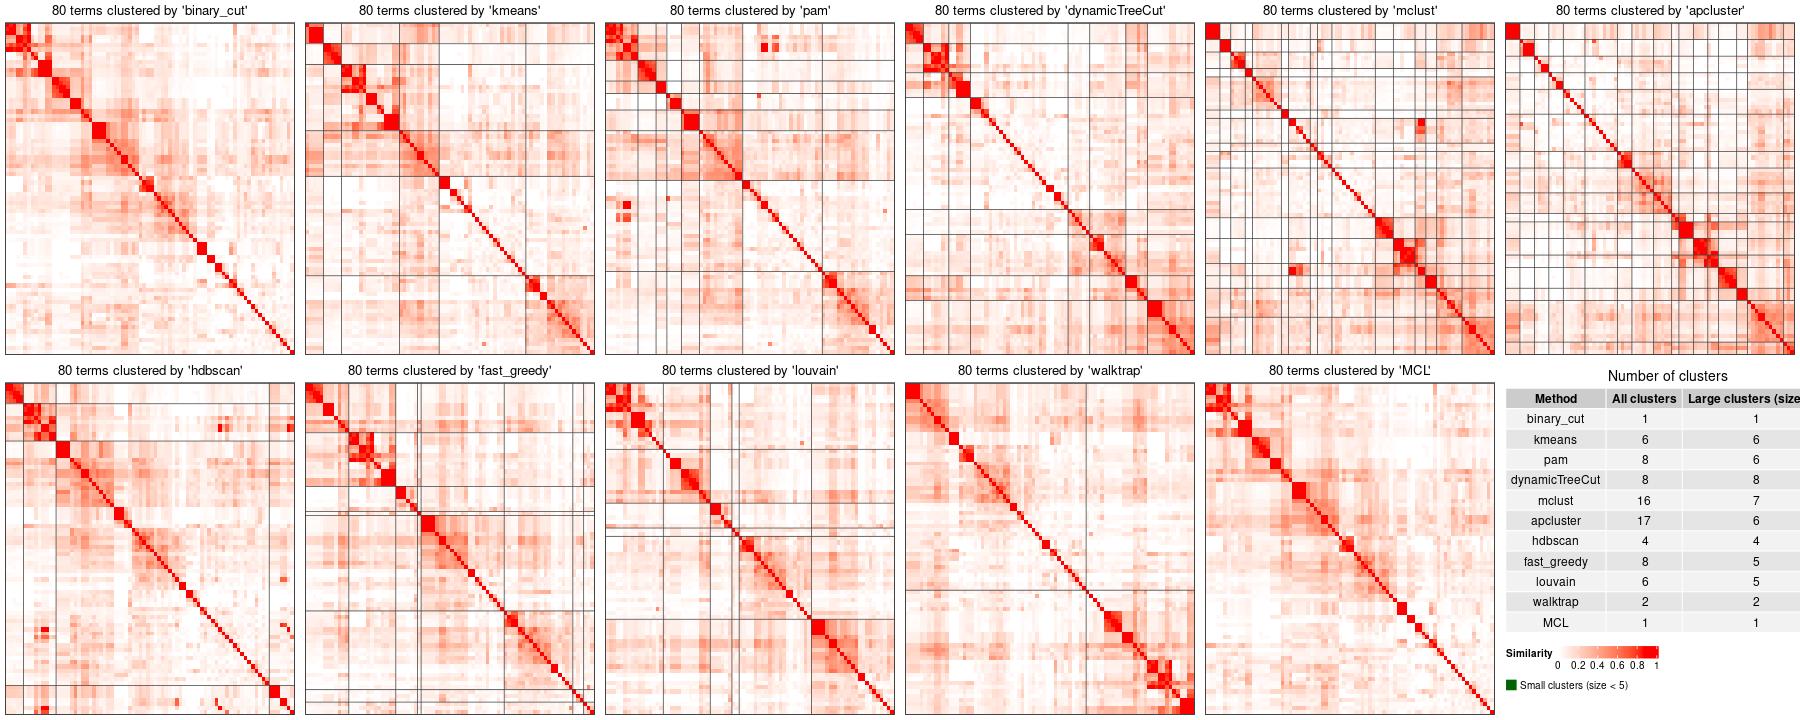 80 terms clustered by 'binary_cut'
80 terms clustered by 'kmeans'
80 terms clustered by 'pam'
80 terms clustered by 'dynamicTreeCut'
80 terms clustered by 'mclust'
80 terms clustered by 'apcluster'
80 terms clustered by 'hdbscan'
80 terms clustered by 'fast_greedy'
80 terms clustered by 'louvain'
80 terms clustered by 'walktrap'
80 terms clustered by 'MCL'
Number of clusters
Method All clusters Large clusters (size
binary_cut 1 1
kmeans 6 6
pam 8 6
dynamicTreeCut 8 8
mclust 16 7
apcluster 17 6
hdbscan 4 4
fast_greedy 8 5
louvain 6 5
walktrap 2 2
MCL 1 1
Similarity
0 0.2 0.4 0.6 0.8 1
Small clusters (size < 5)